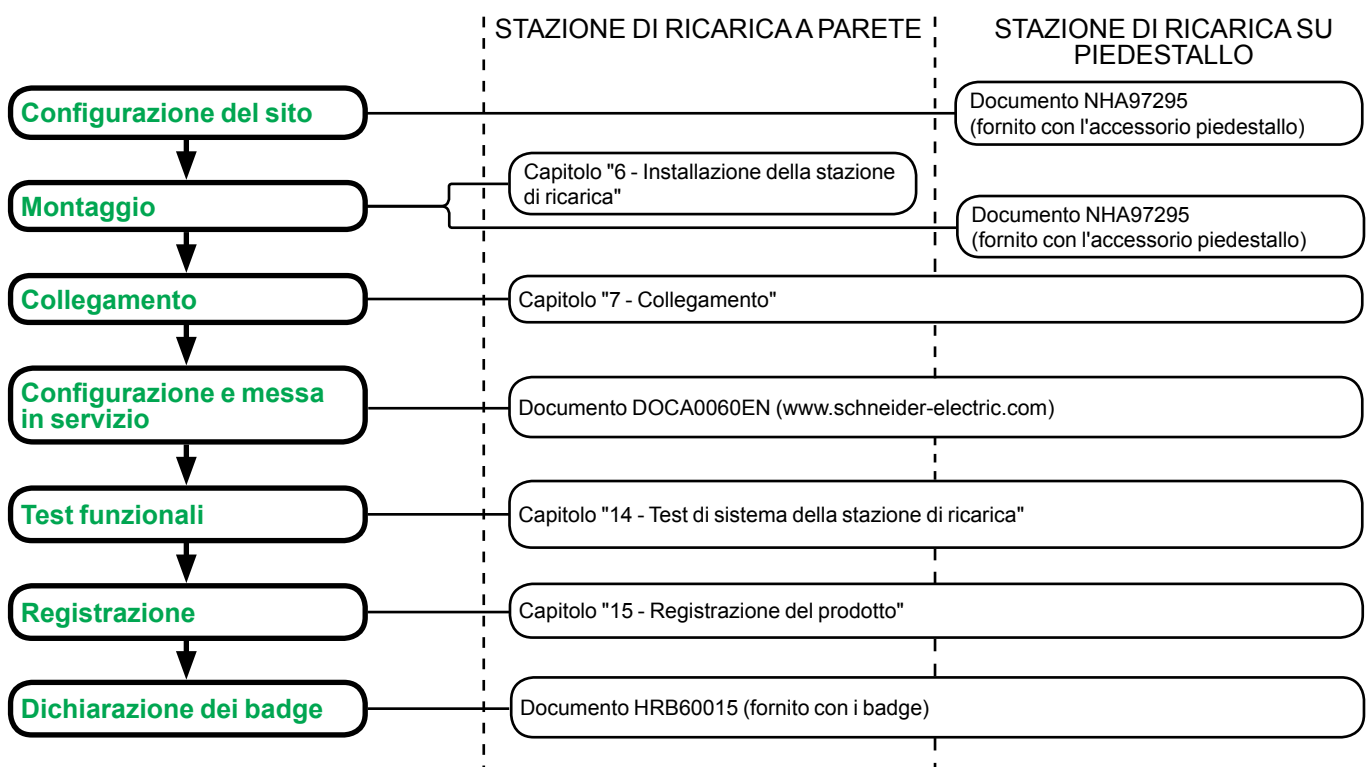 STAZIONE DI RICARICA A PARETE
STAZIONE DI RICARICA SU
PIEDESTALLO
Configurazione del sito
Documento NHA97295
(fornito con l'accessorio piedestallo)
Montaggio
Capitolo "6 - Installazione della stazione
di ricarica"
Documento NHA97295
(fornito con l'accessorio piedestallo)
Collegamento
Capitolo "7 - Collegamento"
Configurazione e messa
in servizio
Documento DOCA0060EN (www.schneider-electric.com)
Test funzionali
Capitolo "14 - Test di sistema della stazione di ricarica"
Registrazione
Capitolo "15 - Registrazione del prodotto"
Dichiarazione dei badge
Documento HRB60015 (fornito con i badge)